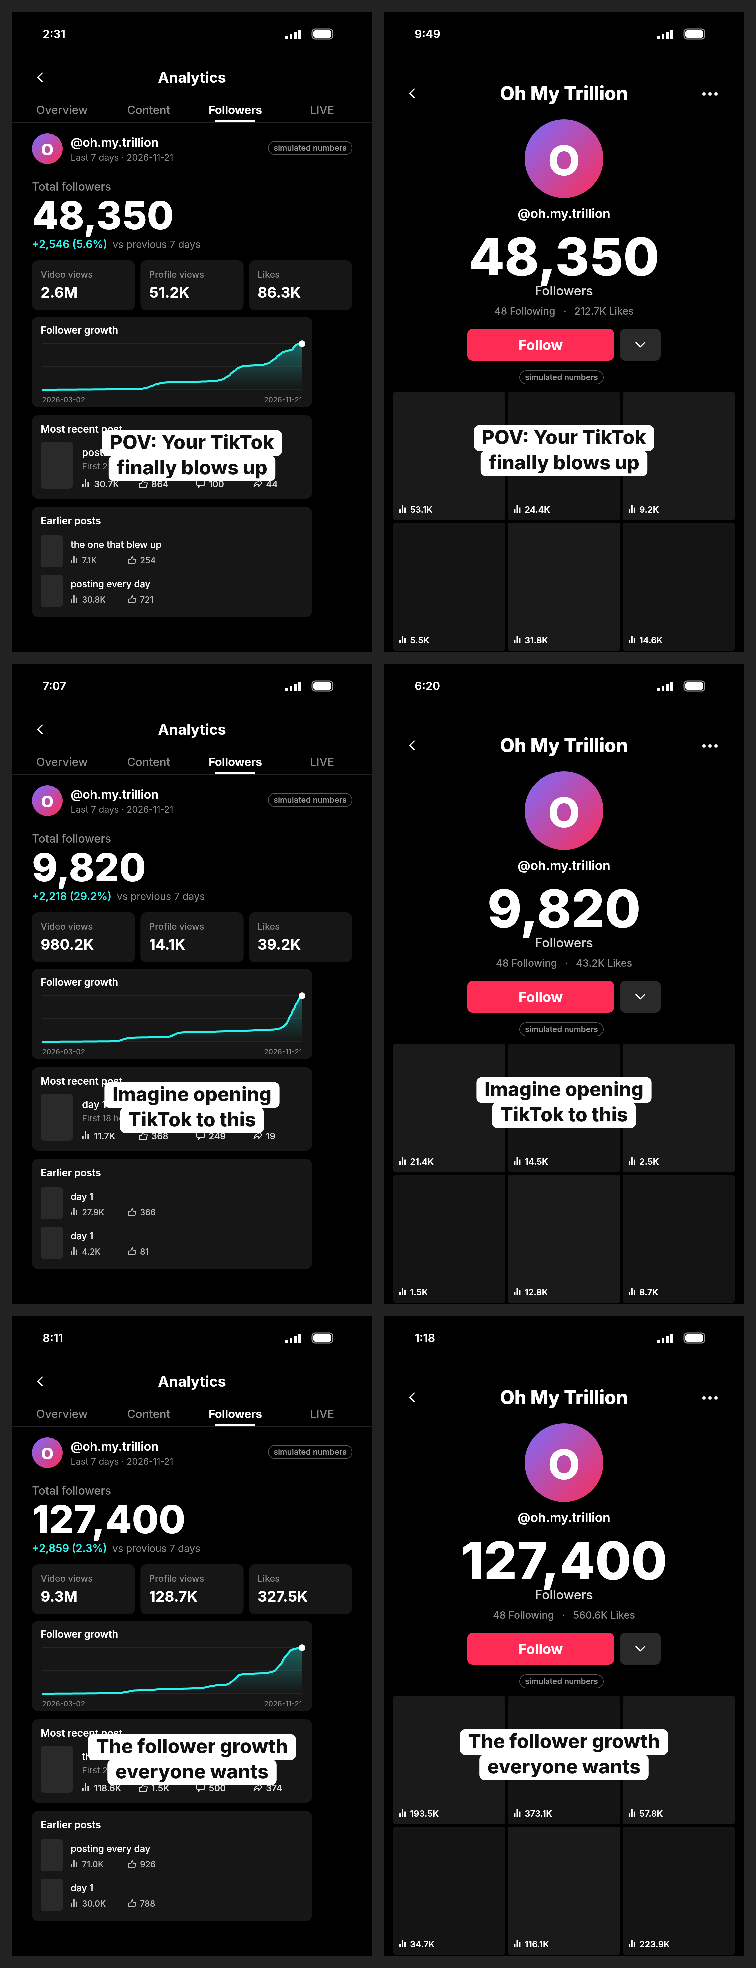 2:31
Analytics
Overview Content Followers LIVE
@oh.my.trillion
Last 7 days · 2026-11-21
simulated numbers
Total followers
48,350
+2,546 (5.6%) vs previous 7 days
Video views Profile views Likes
2.6M 51.2K 86.3K
Follower growth
2026-03-02 2026-11-21
Most recent post
POV: Your TikTok
finally blows up
30.7K 864 100 44
Earlier posts
the one that blew up
7.1K 254
posting every day
30.8K 721
9:49
Oh My Trillion
O
@oh.my.trillion
48,350
Followers
48 Following · 212.7K Likes
Follow
simulated numbers
POV: Your TikTok
finally blows up
53.1K 24.4K 9.2K
5.5K 31.8K 14.6K
7:07
Analytics
Overview Content Followers LIVE
@oh.my.trillion
Last 7 days · 2026-11-21
simulated numbers
Total followers
9,820
+2,218 (29.2%) vs previous 7 days
Video views Profile views Likes
980.2K 14.1K 39.2K
Follower growth
2026-03-02 2026-11-21
Most recent post
day
Imagine opening
TikTok to this
First 18
11.7K 368 249 19
Earlier posts
day 1
27.9K 366
day 1
4.2K 81
6:20
Oh My Trillion
O
@oh.my.trillion
9,820
Followers
48 Following · 43.2K Likes
Follow
simulated numbers
Imagine opening
TikTok to this
21.4K 14.5K 2.5K
1.5K 12.8K 8.7K
8:11
Analytics
Overview Content Followers LIVE
@oh.my.trillion
Last 7 days · 2026-11-21
simulated numbers
Total followers
127,400
+2,859 (2.3%) vs previous 7 days
Video views Profile views Likes
9.3M 128.7K 327.5K
Follower growth
2026-03-02 2026-11-21
Most recent post
The follower growth
everyone wants
118.6K 1.5K 500 374
Earlier posts
posting every day
71.0K 926
day 1
30.0K 788
1:18
Oh My Trillion
O
@oh.my.trillion
127,400
Followers
48 Following · 560.6K Likes
Follow
simulated numbers
The follower growth
everyone wants
193.5K 373.1K 57.8K
34.7K 116.1K 223.9K